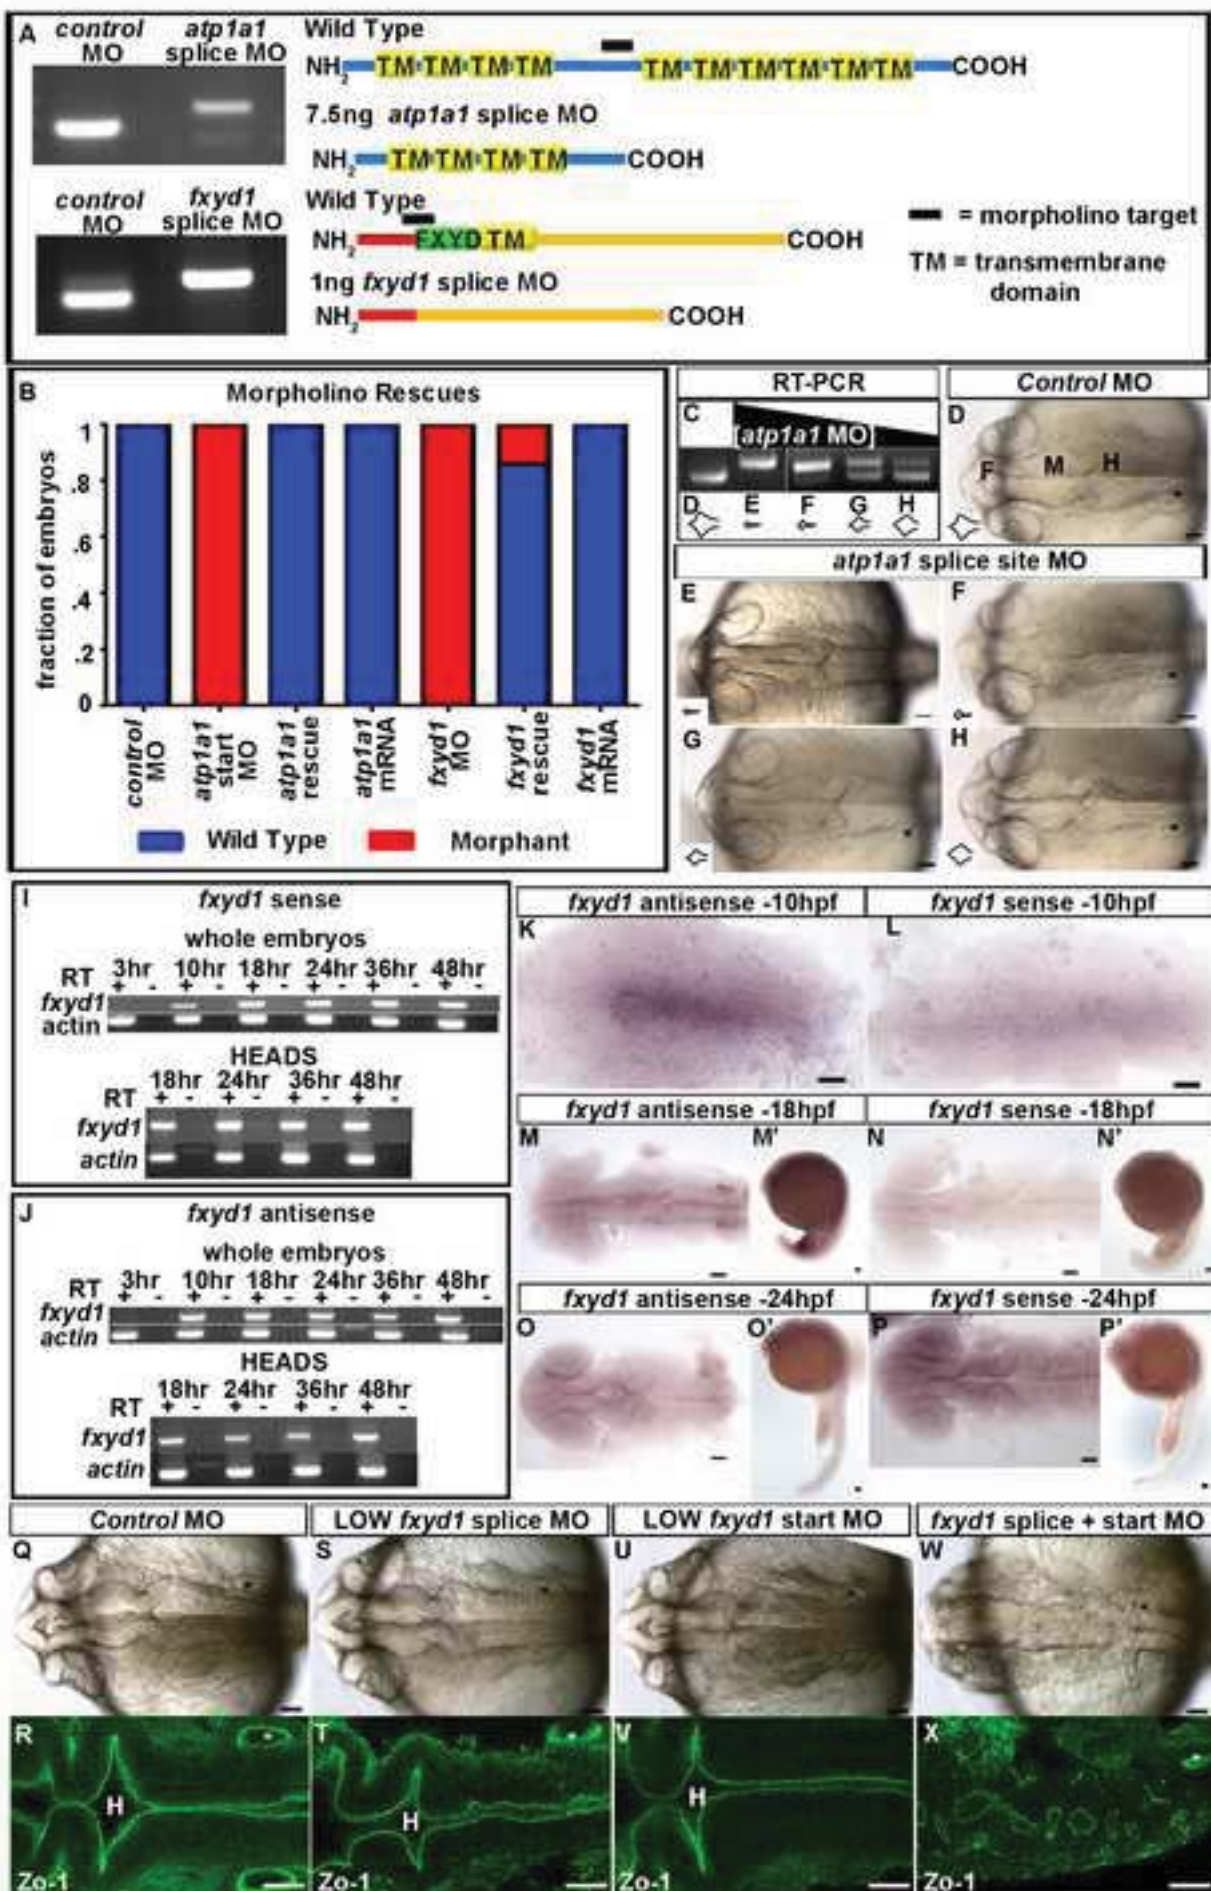 A
control MO
atp1a1 splice MO
Wild Type
NH2 TM TM TM TM TM TM TM TM TM TM COOH
7.5ng atp1a1 splice MO
NH2 TM TM TM TM COOH
control MO
fxyd1 splice MO
Wild Type
NH2 FXYD TM COOH
1ng fxyd1 splice MO
NH2 COOH
= morpholino target
TM = transmembrane
domain
B
Morpholino Rescues
fraction of embryos
1
.8
.6
.4
.2
0
control MO
atp1a1 start MO
atp1a1 rescue
atp1a1 mRNA
fxyd1 MO
fxyd1 rescue
fxyd1 mRNA
Wild Type
Morphant
RT-PCR
C
[atp1a1 MO]
D E F G H
Control MO
D
F M H
atp1a1 splice site MO
E
F
G
H
I
fxyd1 sense
whole embryos
3hr 10hr 18hr 24hr 36hr 48hr
RT + - + - + - + - + - + -
fxyd1
actin
HEADS
18hr 24hr 36hr 48hr
RT + - + - + - + -
fxyd1
actin
J
fxyd1 antisense
whole embryos
3hr 10hr 18hr 24hr 36hr 48hr
RT + - + - + - + - + - + -
fxyd1
actin
HEADS
18hr 24hr 36hr 48hr
RT + - + - + - + -
fxyd1
actin
fxyd1 antisense -10hpf
fxyd1 sense -10hpf
K
L
fxyd1 antisense -18hpf
fxyd1 sense -18hpf
M
M'
N
N'
fxyd1 antisense -24hpf
fxyd1 sense -24hpf
O
O'
P
P'
Control MO
LOW fxyd1 splice MO
LOW fxyd1 start MO
fxyd1 splice + start MO
Q
S
U
W
R
H
Zo-1
T
H
Zo-1
V
H
Zo-1
X
Zo-1